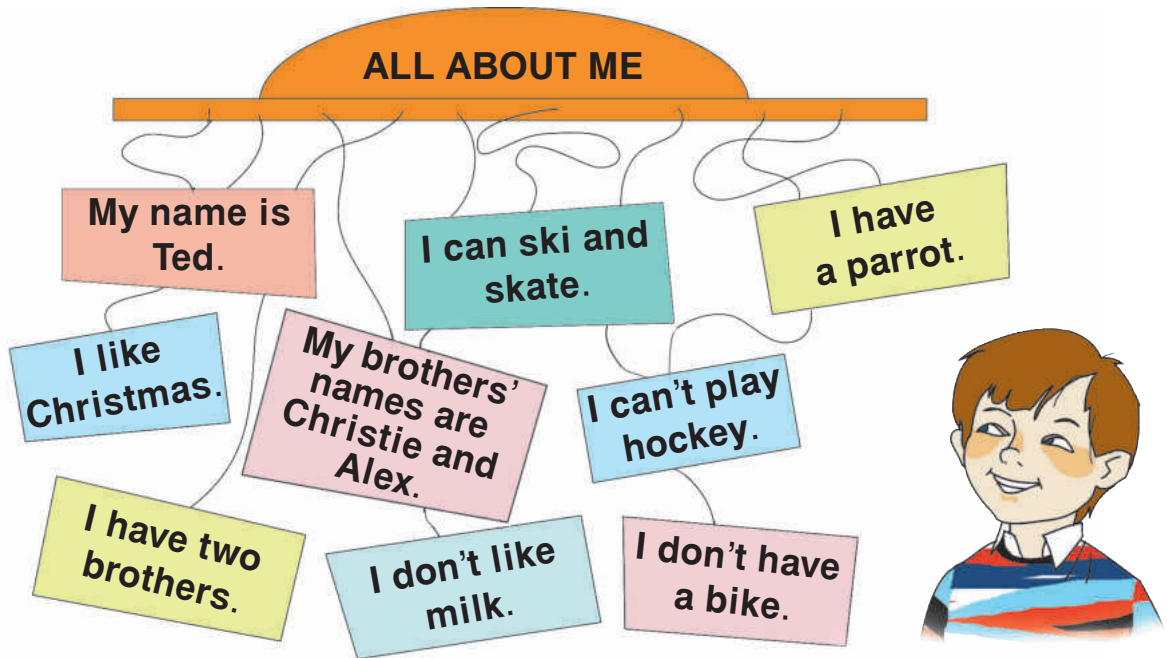 ALL ABOUT ME
My name is
Ted.
I can ski and
skate.
I have
a parrot.
I like
Christmas.
My brothers’
names are
Christie and
Alex.
I can’t play
hockey.
I have two
brothers.
I don’t like
milk.
I don’t have
a bike.